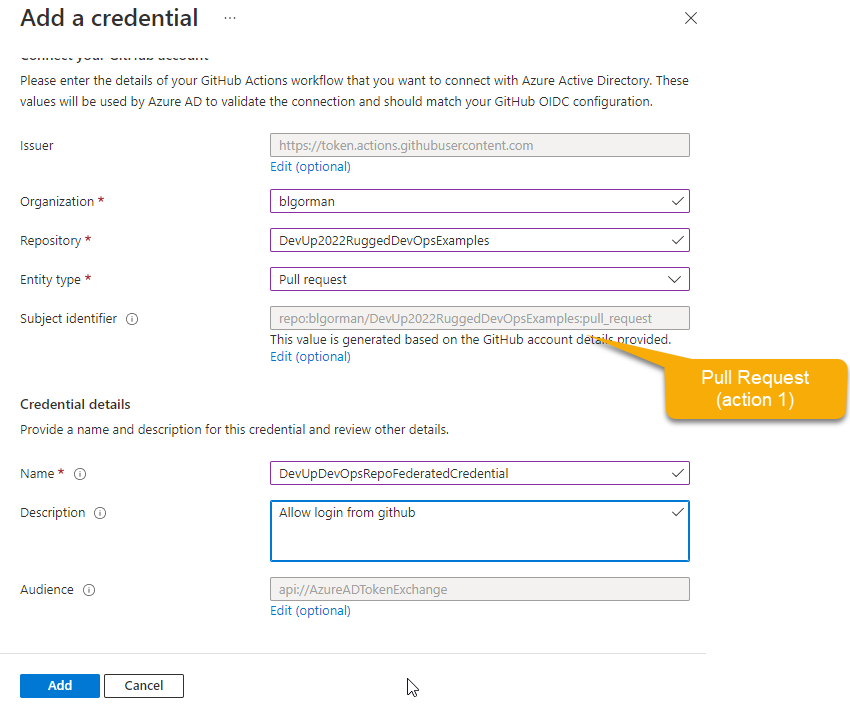 Add a credential ...
Connect your GitHub account
Please enter the details of your GitHub Actions workflow that you want to connect with Azure Active Directory. These
values will be used by Azure AD to validate the connection and should match your GitHub OIDC configuration.
Issuer
https://token.actions.githubusercontent.com
Edit (optional)
Organization *
blgorman
Repository *
DevUp2022RuggedDevOpsExamples
Entity type *
Pull request
Subject identifier
repo:blgorman/DevUp2022RuggedDevOpsExamples:pull_request
This value is generated based on the GitHub account details provided.
Edit (optional)
Pull Request
(action 1)
Credential details
Provide a name and description for this credential and review other details.
Name *
DevUpDevOpsRepoFederatedCredential
Description
Allow login from github
Audience
api://AzureADTokenExchange
Edit (optional)
Add
Cancel